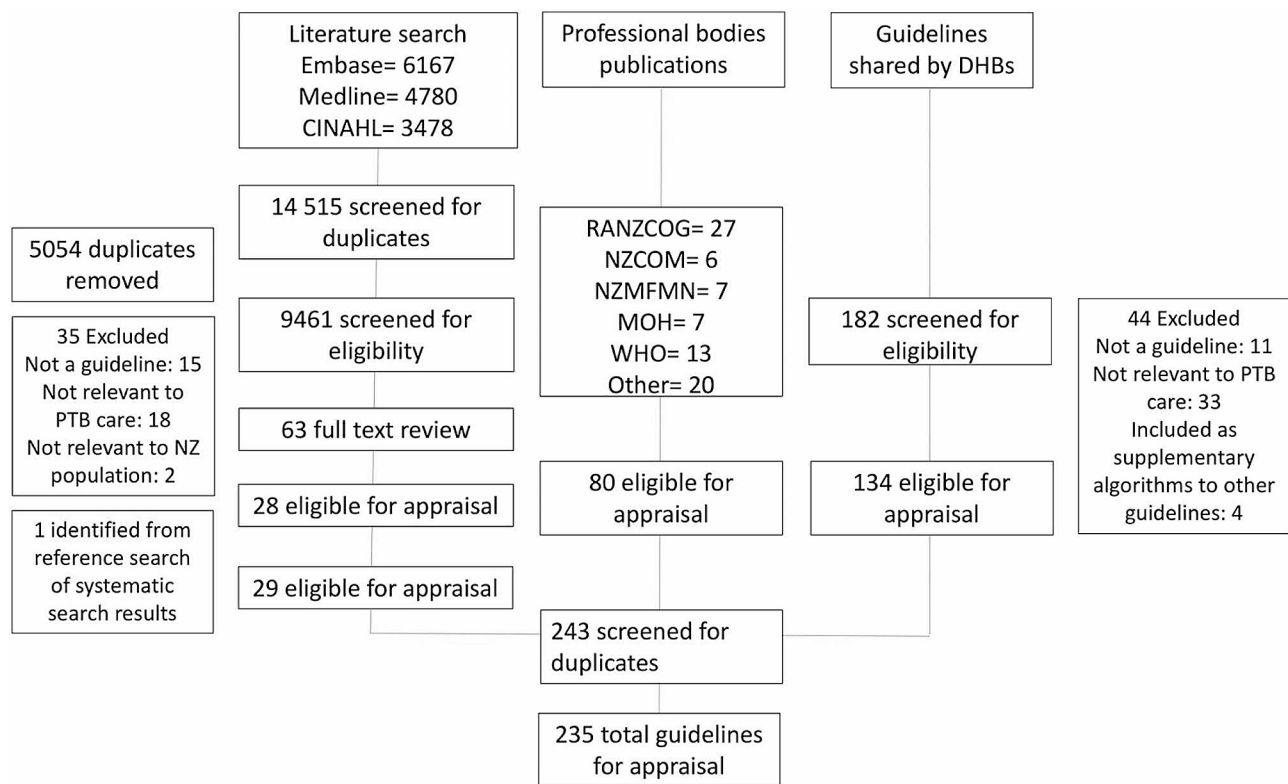 Literature search
Embase= 6167
Medline= 4780
CINAHL= 3478
Professional bodies
publications
Guidelines
shared by DHBs
14 515 screened for
duplicates
5054 duplicates
removed
RANZCOG= 27
NZCOM= 6
NZMFMN= 7
MOH= 7
WHO= 13
Other= 20
9461 screened for
eligibility
182 screened for
eligibility
35 Excluded
Not a guideline: 15
Not relevant to
PTB care: 18
Not relevant to NZ
population: 2
44 Excluded
Not a guideline: 11
Not relevant to PTB
care: 33
Included as
supplementary
algorithms to other
guidelines: 4
63 full text review
28 eligible for appraisal
80 eligible for
appraisal
134 eligible for
appraisal
1 identified from
reference search
of systematic
search results
29 eligible for appraisal
243 screened for
duplicates
235 total guidelines
for appraisal